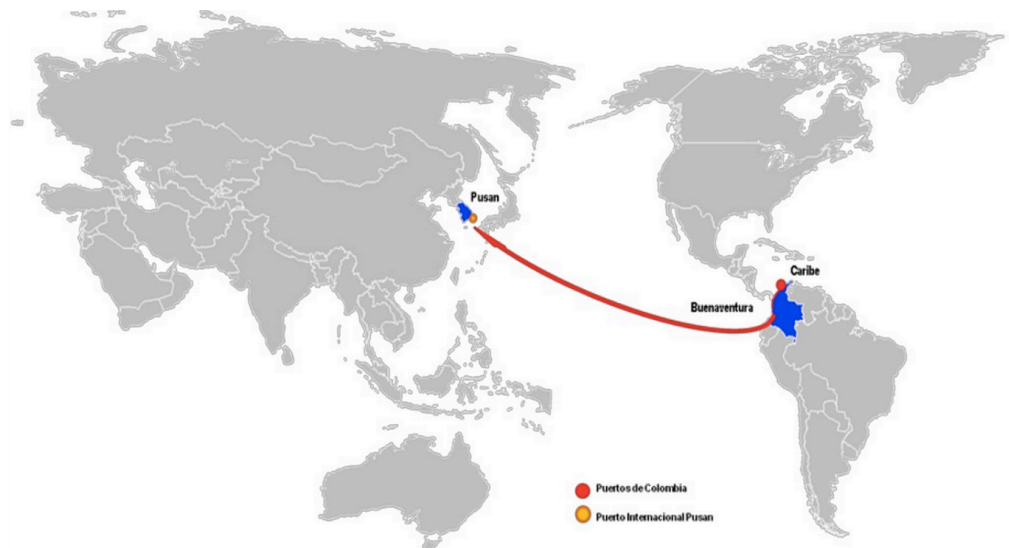 Pusan
Caribe
Buenaventura
Puertos de Colombia
Puerto Internacional Pusan